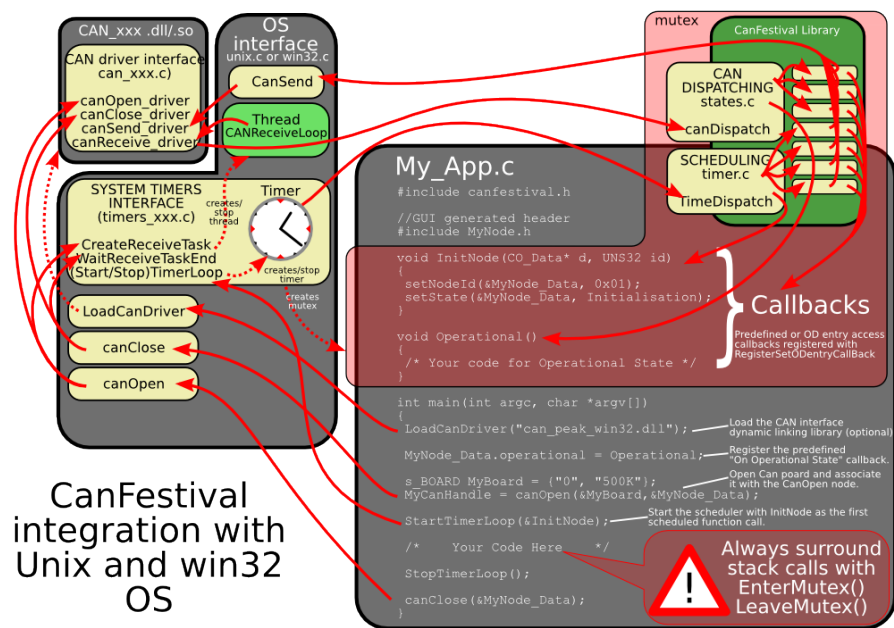 CAN_xxx .dll/.so
CAN driver interface
can_xxx.c)
canOpen_driver
canClose_driver
canSend_driver
canReceive_driver
OS
interface
unix.c or win32.c
CanSend
Thread
CANReceiveLoop
SYSTEM TIMERS
INTERFACE
(timers_xxx.c)
Timer
creates/
stop
thread
CreateReceiveTask
WaitReceiveTaskEnd
(Start/Stop)TimerLoop
creates/stop
timer
creates
mutex
LoadCanDriver
canClose
canOpen
mutex
CanFestival Library
CAN
DISPATCHING
states.c
canDispatch
SCHEDULING
timer.c
TimeDispatch
My_App.c
#include canfestival.h
//GUI generated header
#include MyNode.h
void InitNode(CO_Data* d, UNS32 id)
{
setNodeId(&MyNode_Data, 0x01);
setState(&MyNode_Data, Initialisation);
}
void Operational()
{
/* Your code for Operational State */
}
}
Callbacks
Predefined or OD entry access
callbacks registered with
RegisterSetODentryCallBack
int main(int argc, char *argv[])
{
LoadCanDriver("can_peak_win32.dll");
Load the CAN interface
dynamic linking library (optional)
MyNode_Data.operational = Operational;
Register the predefined
"On Operational State" callback.
s_BOARD MyBoard = {"0", "500K"};
MyCanHandle = canOpen(&MyBoard,&MyNode_Data);
Open Can poard and associate
it with the CanOpen node.
StartTimerLoop(&InitNode);
Start the scheduler with InitNode as the first
scheduled function call.
/* Your Code Here */
StopTimerLoop();
canClose(&MyNode_Data);
}
!
Always surround
stack calls with
EnterMutex()
LeaveMutex()
CanFestival
integration with
Unix and win32
OS